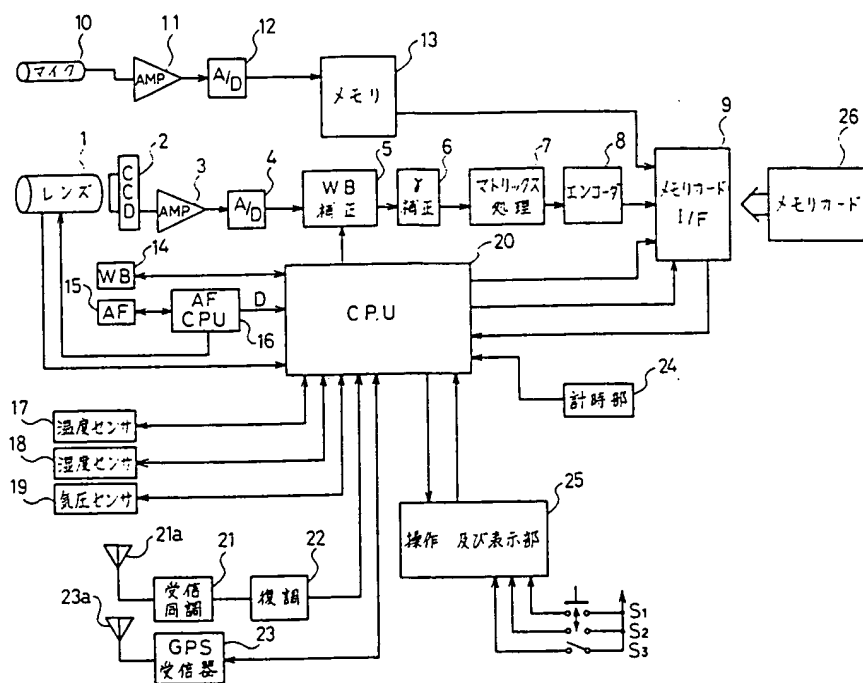 10
マイク
11
AMP
12
A/D
13
メモリ
1
レンズ
2
CCD
3
AMP
4
A/D
5
WB
補正
6
γ
補正
7
マトリックス
処理
8
エンコーダ
9
メモリカード
I/F
26
メモリカード
14
WB
15
AF
AF
CPU
16
D
20
CPU
24
計時部
17
温度センサ
18
湿度センサ
19
気圧センサ
21a
21
受信
同調
22
復調
23a
23
GPS
受信器
25
操作 及び表示部
S1
S2
S3